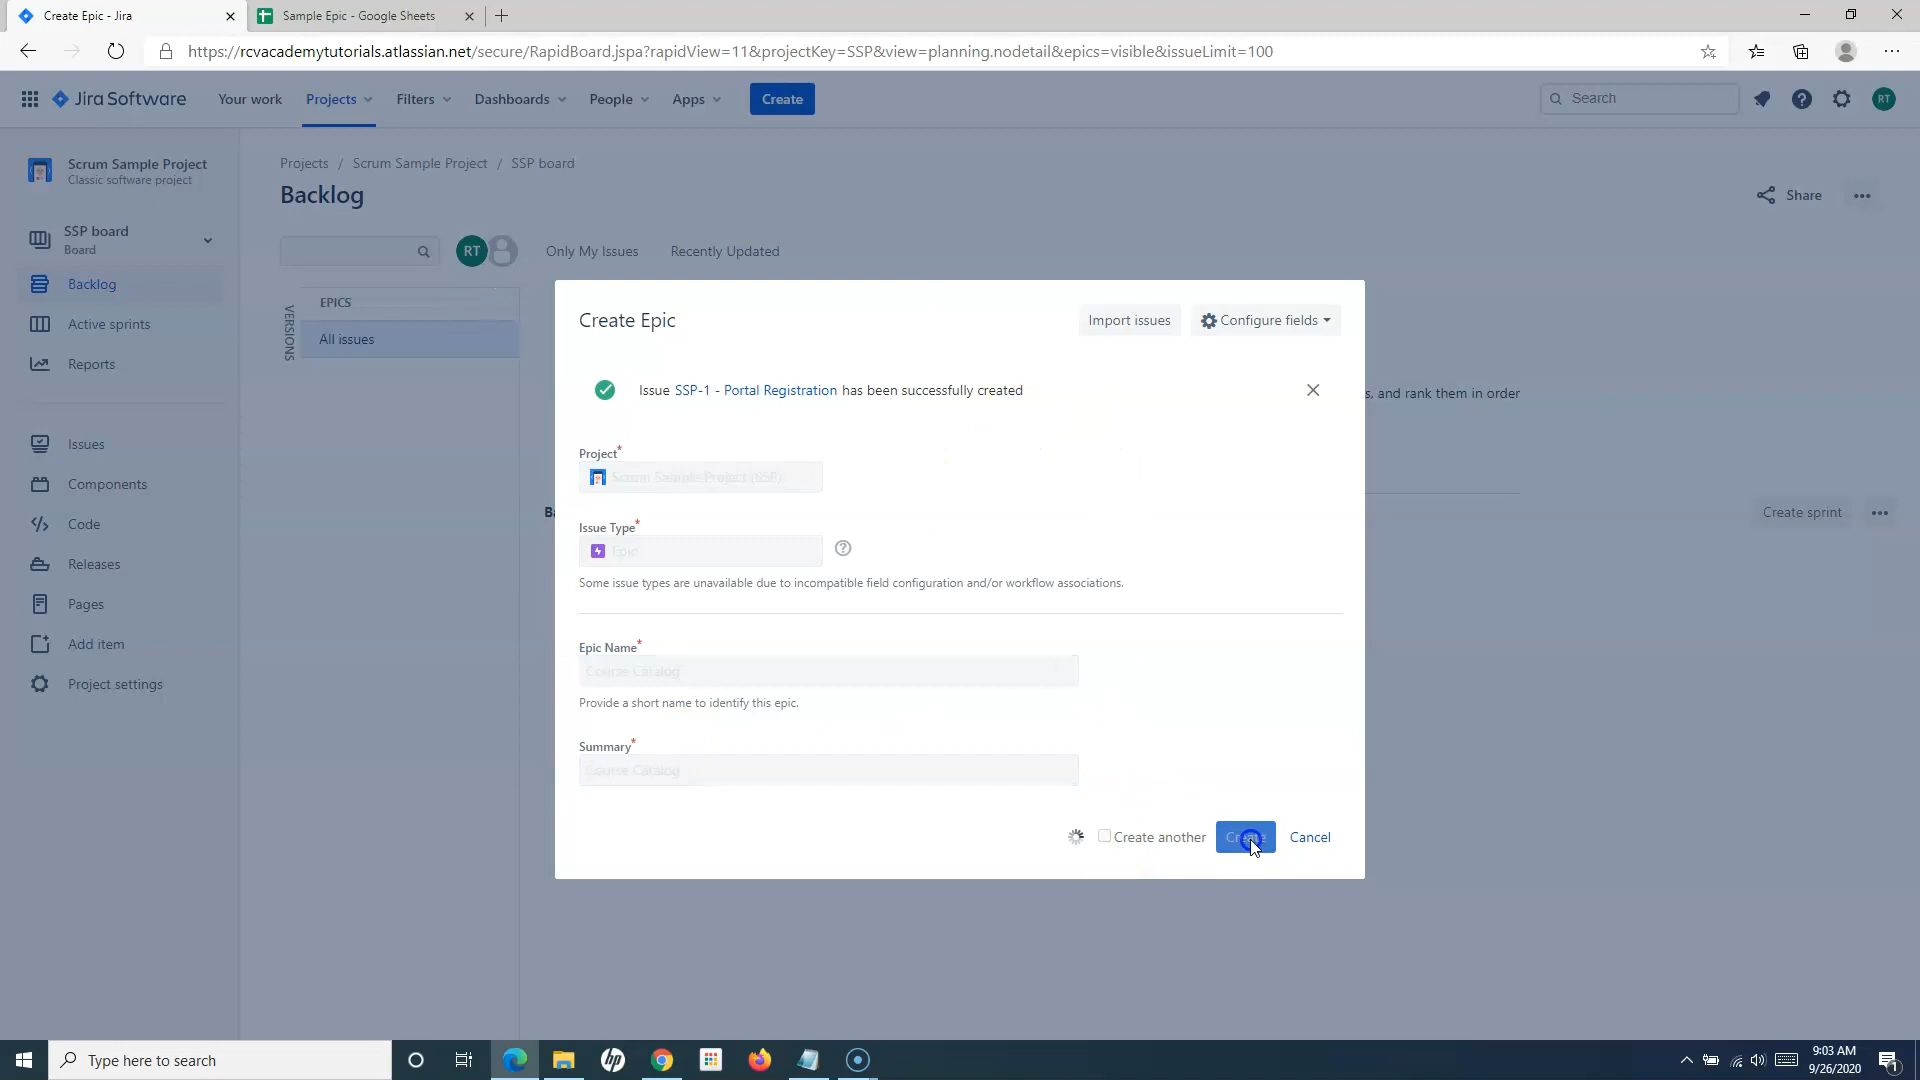 Create Epic - Jira
Sample Epic - Google Sheets
https://rcvacademytutorials.atlassian.net/secure/RapidBoard.jspa?rapidView=11&projectKey=SSP&view=planning.nodetail&epics=visible&issueLimit=100
Jira Software
Your work
Projects
Filters
Dashboards
People
Apps
Create
Search
RT
Scrum Sample Project
Classic software project
Projects / Scrum Sample Project / SSP board
Backlog
Share
SSP board
Board
RT
Only My Issues
Recently Updated
Backlog
Active sprints
Reports
Issues
Components
Code
Releases
Pages
Add item
Project settings
VERSIONS
EPICS
All issues
s, and rank them in order
Create sprint
Create Epic
Import issues
Configure fields
Issue SSP-1 - Portal Registration has been successfully created
Project*
Scrum Sample Project (SSP)
Issue Type*
Epic
Some issue types are unavailable due to incompatible field configuration and/or workflow associations.
Epic Name*
Course Catalog
Provide a short name to identify this epic.
Summary*
Course Catalog
Create another
Create
Cancel
Type here to search
hp
9:03 AM
9/26/2020
1